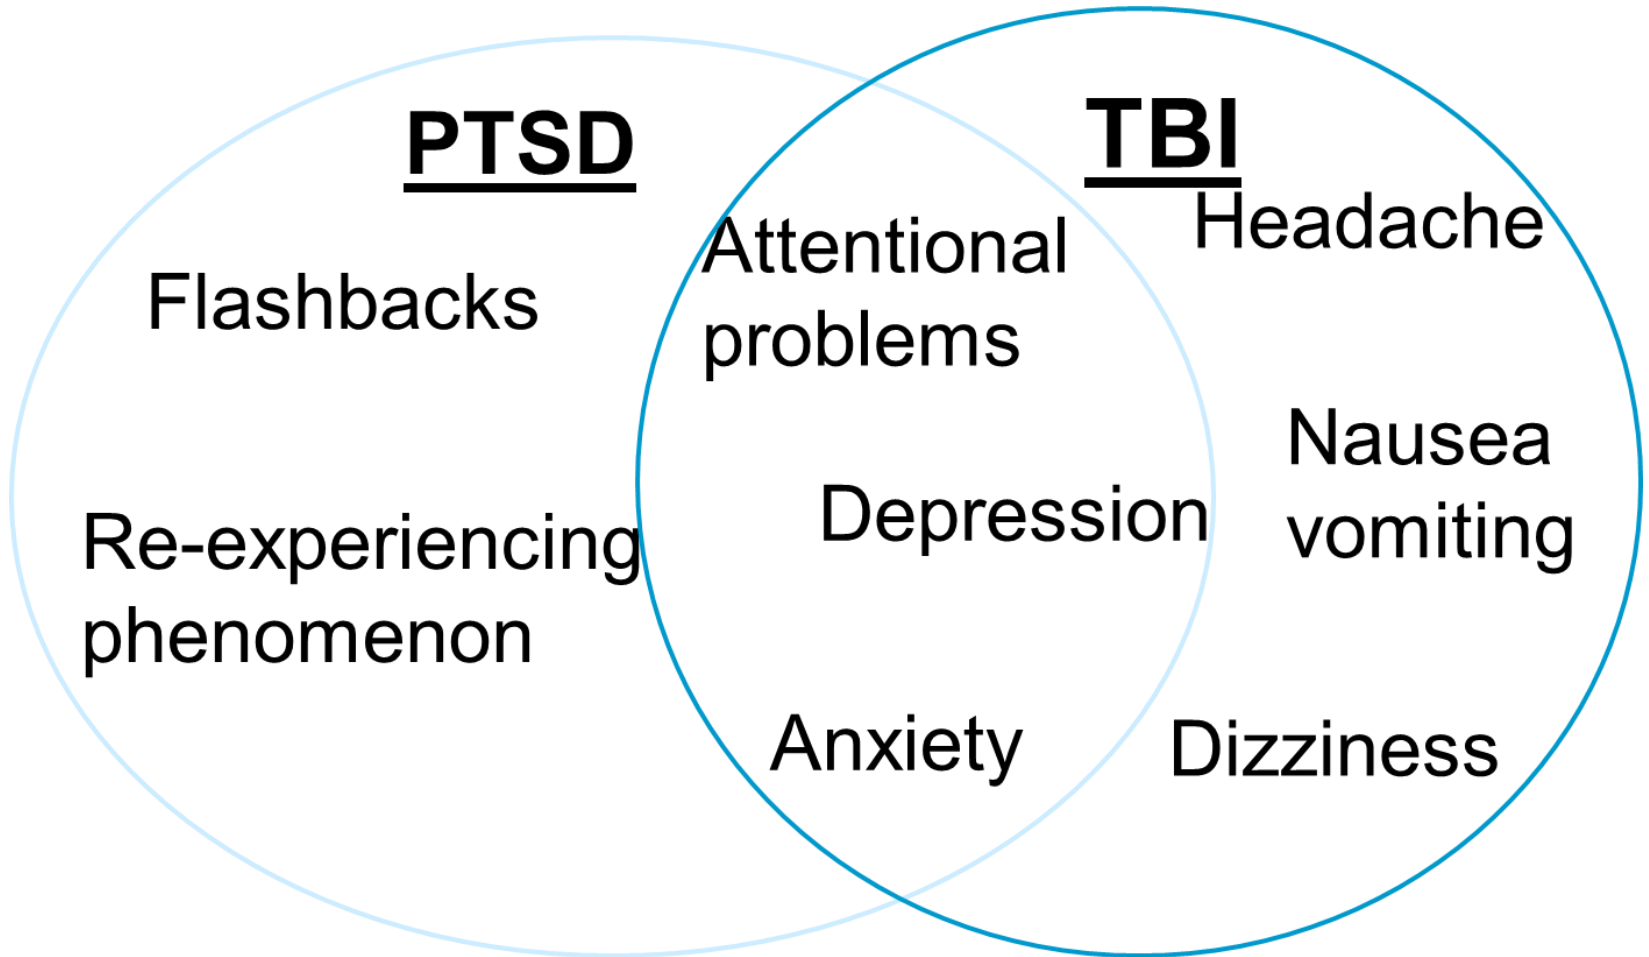 PTSD
Flashbacks
Re-experiencing
phenomenon
Attentional
problems
Depression
Anxiety
TBI
Headache
Nausea
vomiting
Dizziness